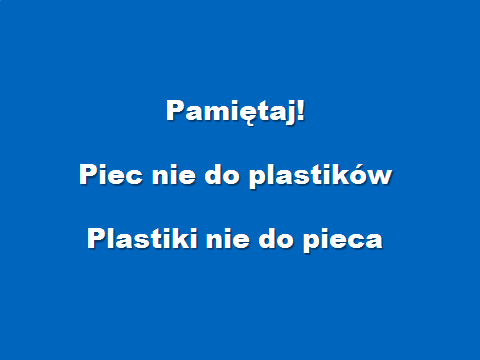 Pamiętaj!
Piec nie do plastików
Plastiki nie do pieca